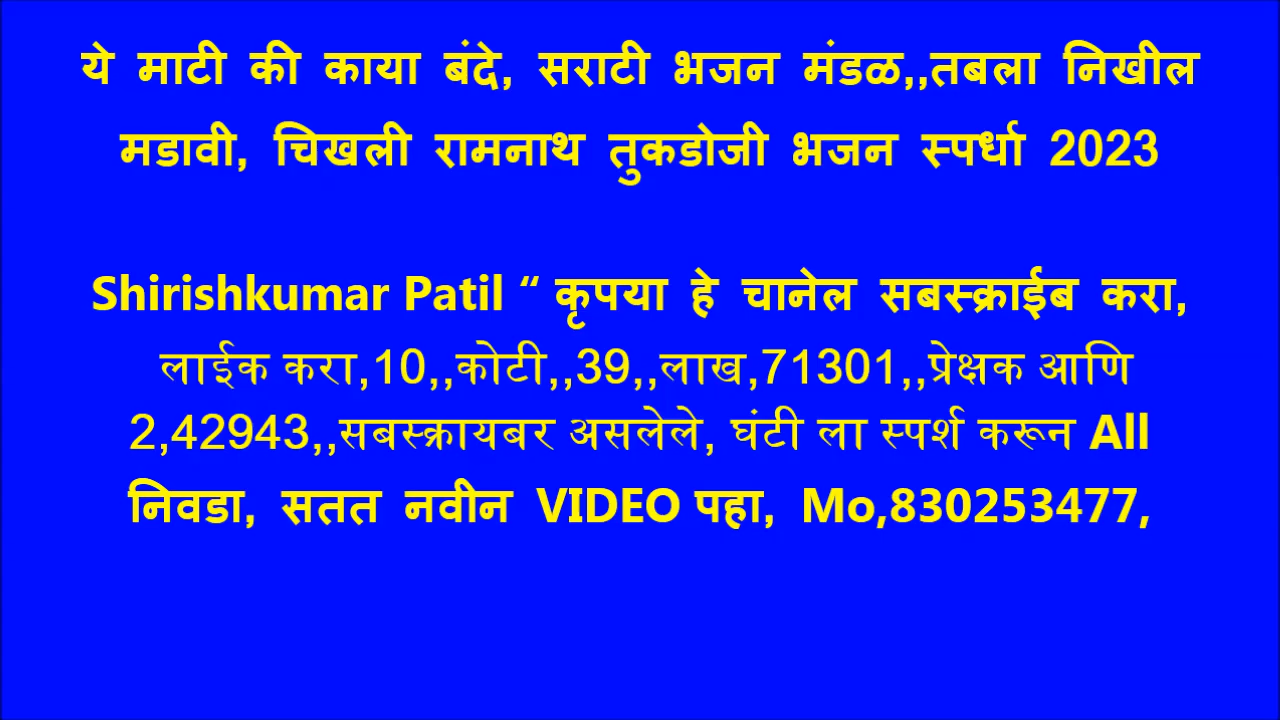 ये माटी की काया बंदे, सराटी भजन मंडळ,,तबला निखील
मडावी, चिखली रामनाथ तुकडोजी भजन स्पर्धा 2023
Shirishkumar Patil “ कृपया हे चानेल सबस्क्राईब करा,
लाईक करा,10,,कोटी,,39,,लाख,71301,,प्रेक्षक आणि
2,42943,,सबस्क्रायबर असलेले, घंटी ला स्पर्श करून All
निवडा, सतत नवीन VIDEO पहा, Mo,830253477,